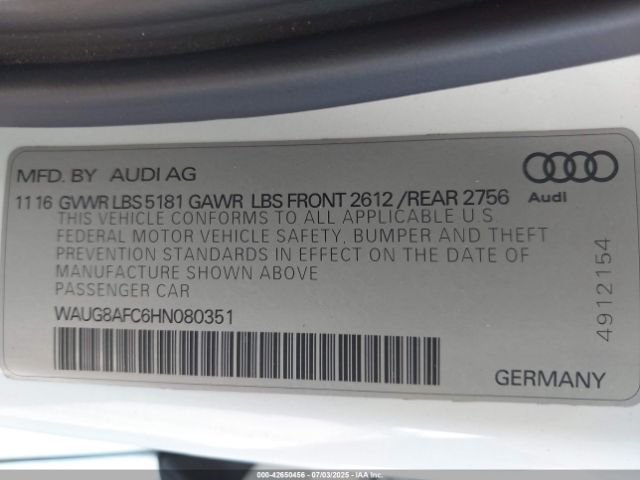 MFD. BY AUDI AG
11 16 GVWR LBS 5181 GAWR LBS FRONT 2612 /REAR 2756
Audi
THIS VEHICLE CONFORMS TO ALL APPLICABLE U.S.
FEDERAL MOTOR VEHICLE SAFETY, BUMPER AND THEFT
PREVENTION STANDARDS IN EFFECT ON THE DATE OF
MANUFACTURE SHOWN ABOVE
PASSENGER CAR
WAUG8AFC6HN080351
4912154
GERMANY
000-42650456 - 07/03/2025 - IAA Inc.